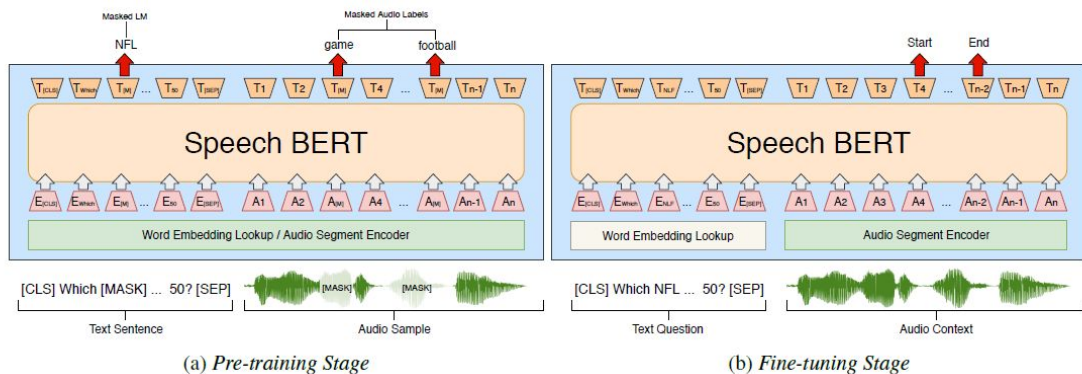 Masked LM
Masked Audio Labels
NFL
game
football
T[CLS] TWhich T[M] ... T50 T[SEP] T1 T2 T[M] T4 ... T[M] Tn-1 Tn
Speech BERT
E[CLS] EWhich E[M] ... E50 E[SEP] A1 A2 A[M] A4 ... A[M] An-1 An
Word Embedding Lookup / Audio Segment Encoder
[CLS] Which [MASK] ... 50? [SEP]
[MASK]
[MASK]
Text Sentence
Audio Sample
(a) Pre-training Stage
Start
End
T[CLS] TWhich TNLF ... T50 T[SEP] T1 T2 T3 T4 ... Tn-2 Tn-1 Tn
Speech BERT
E[CLS] EWhich ENLF ... E50 E[SEP] A1 A2 A3 A4 ... An-2 An-1 An
Word Embedding Lookup
Audio Segment Encoder
[CLS] Which NFL ... 50? [SEP]
Text Question
Audio Context
(b) Fine-tuning Stage